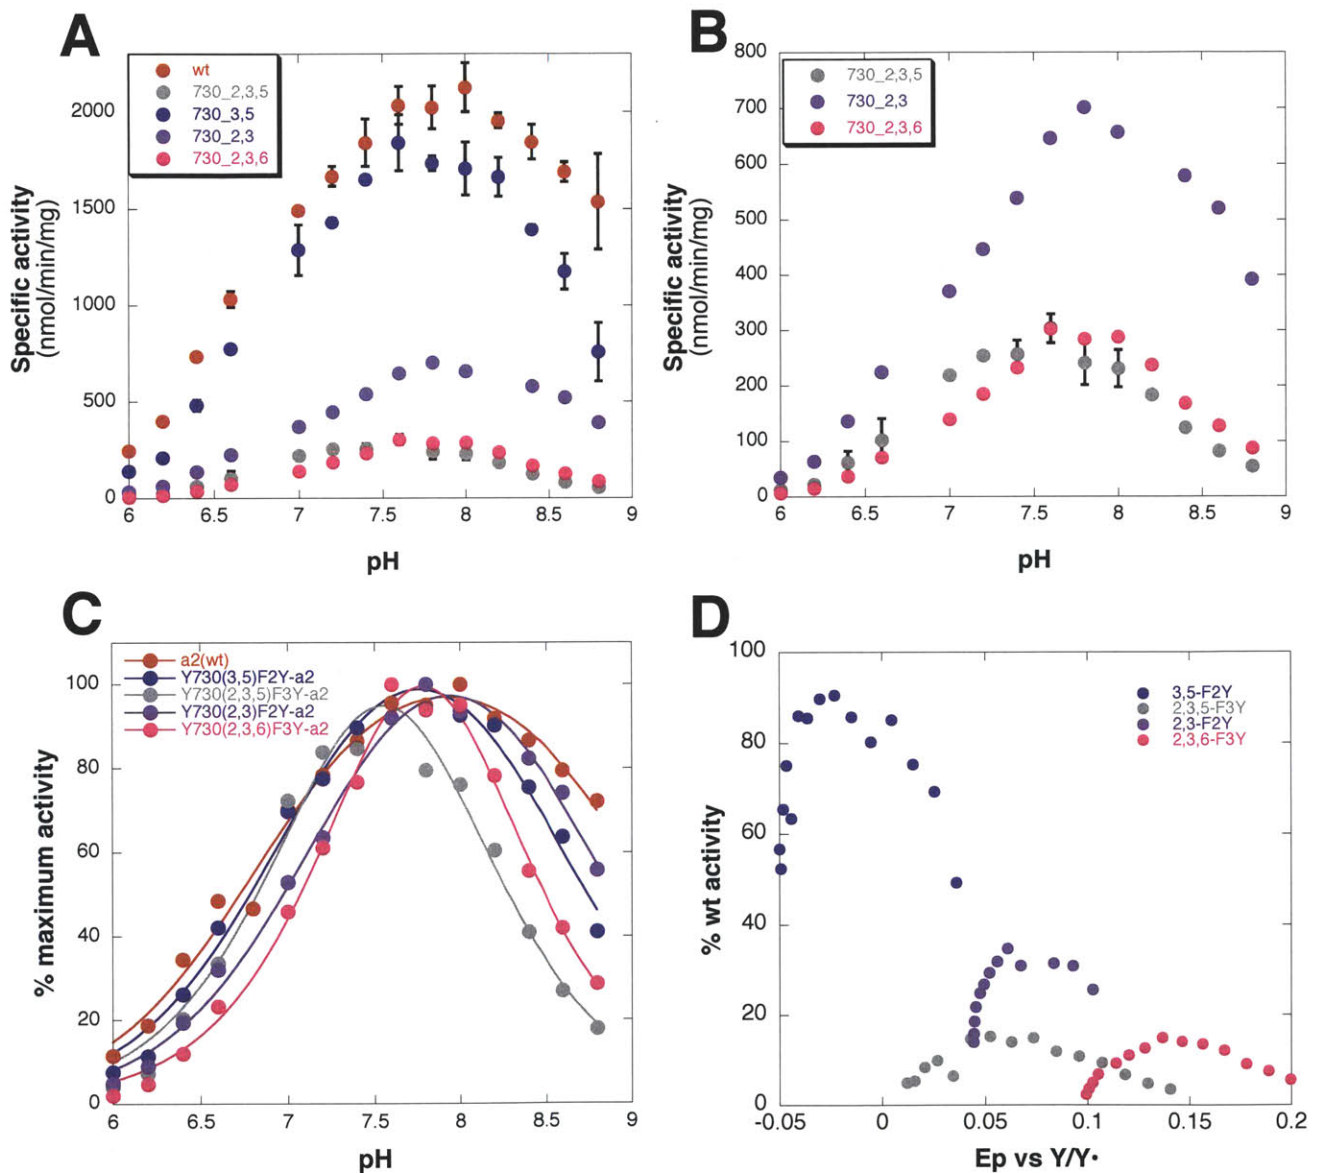 A
wt
730_2,3,5
730_3,5
730_2,3
730_2,3,6
Specific activity
(nmol/min/mg)
2000
1500
1000
500
0
6 6.5 7 7.5 8 8.5 9
pH
B
730_2,3,5
730_2,3
730_2,3,6
Specific activity
(nmol/min/mg)
800
700
600
500
400
300
200
100
0
6 6.5 7 7.5 8 8.5 9
pH
C
a2(wt)
Y730(3,5)F2Y-a2
Y730(2,3,5)F3Y-a2
Y730(2,3)F2Y-a2
Y730(2,3,6)F3Y-a2
% maximum activity
100
80
60
40
20
0
6 6.5 7 7.5 8 8.5 9
pH
D
3,5-F2Y
2,3,5-F3Y
2,3-F2Y
2,3,6-F3Y
% wt activity
100
80
60
40
20
0
-0.05 0 0.05 0.1 0.15 0.2
Ep vs Y/Y•